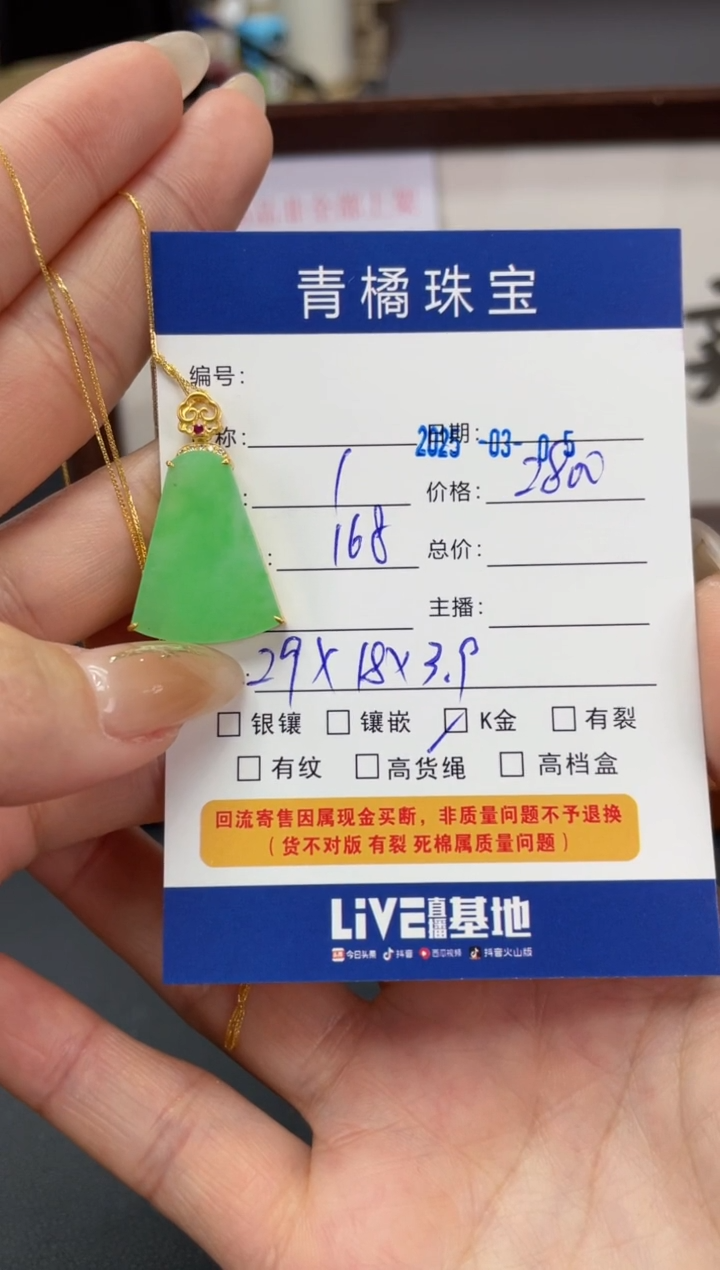 青橘珠宝
编号:
称: 日期: 2025 -03- 05
: 1 价格: 2800
: 168 总价:
主播:
: 29X18X3.9
□ 银镶 □ 镶嵌 ☑ K金 □ 有裂
□ 有纹 □ 高货绳 □ 高档盒
回流寄售因属现金买断，非质量问题不予退换
（货不对版 有裂 死棉属质量问题）
LiVE直播基地
今日头条 抖音 西瓜视频 抖音火山版